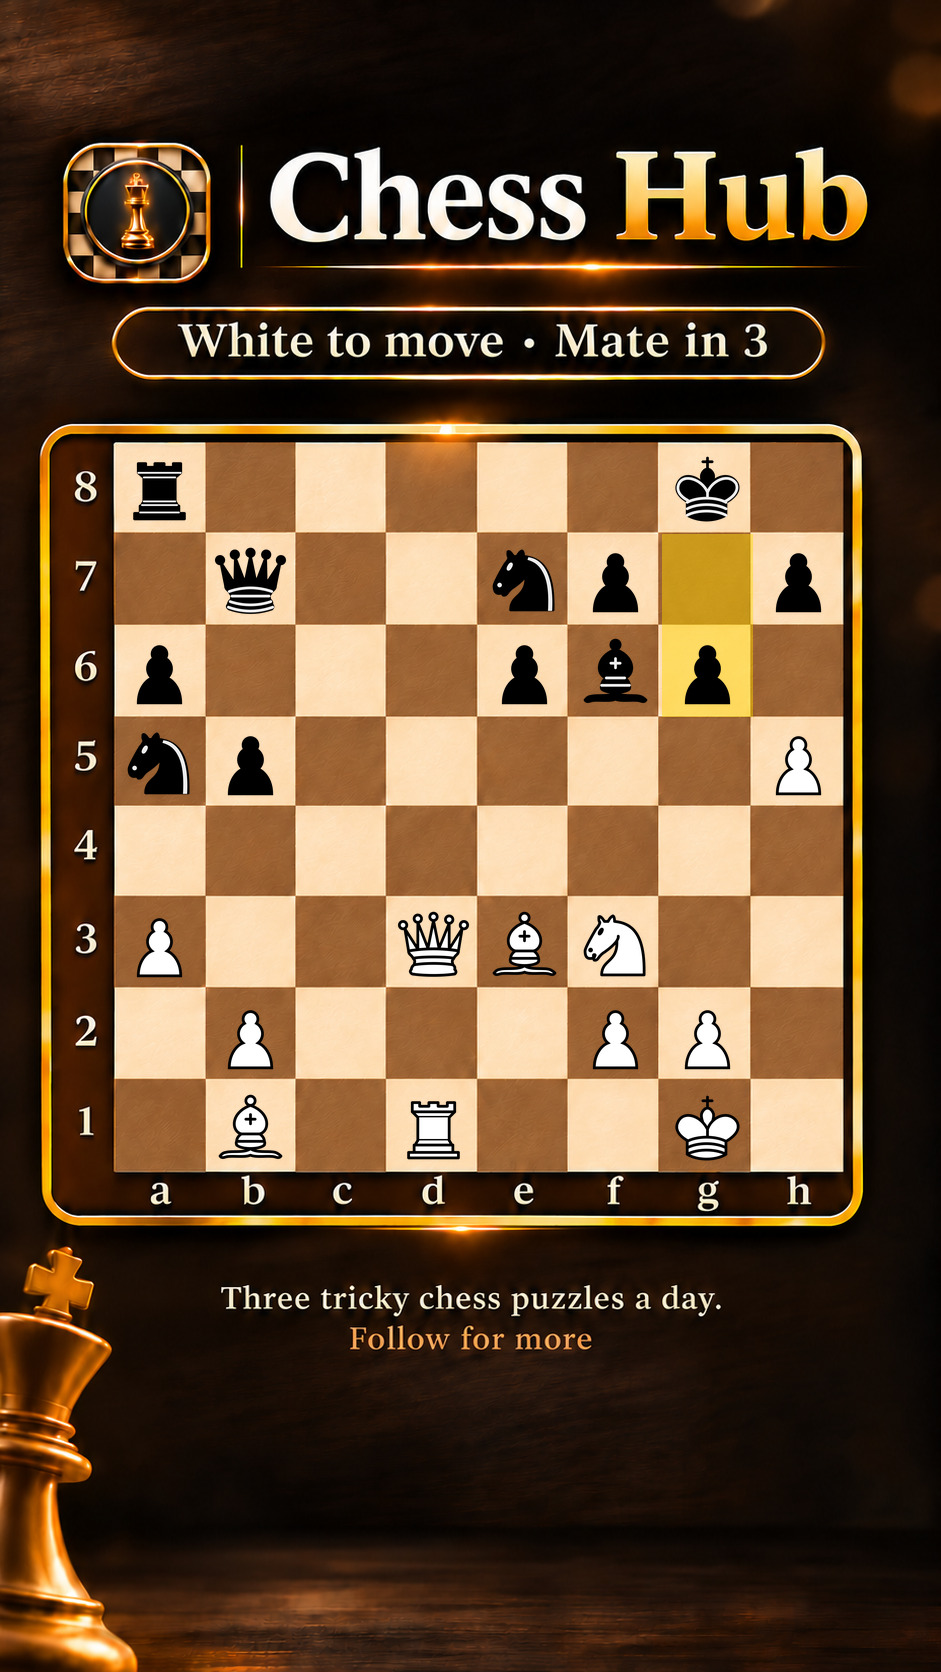 Chess Hub
White to move • Mate in 3
8
7
6
5
4
3
2
1
a b c d e f g h
Three tricky chess puzzles a day.
Follow for more